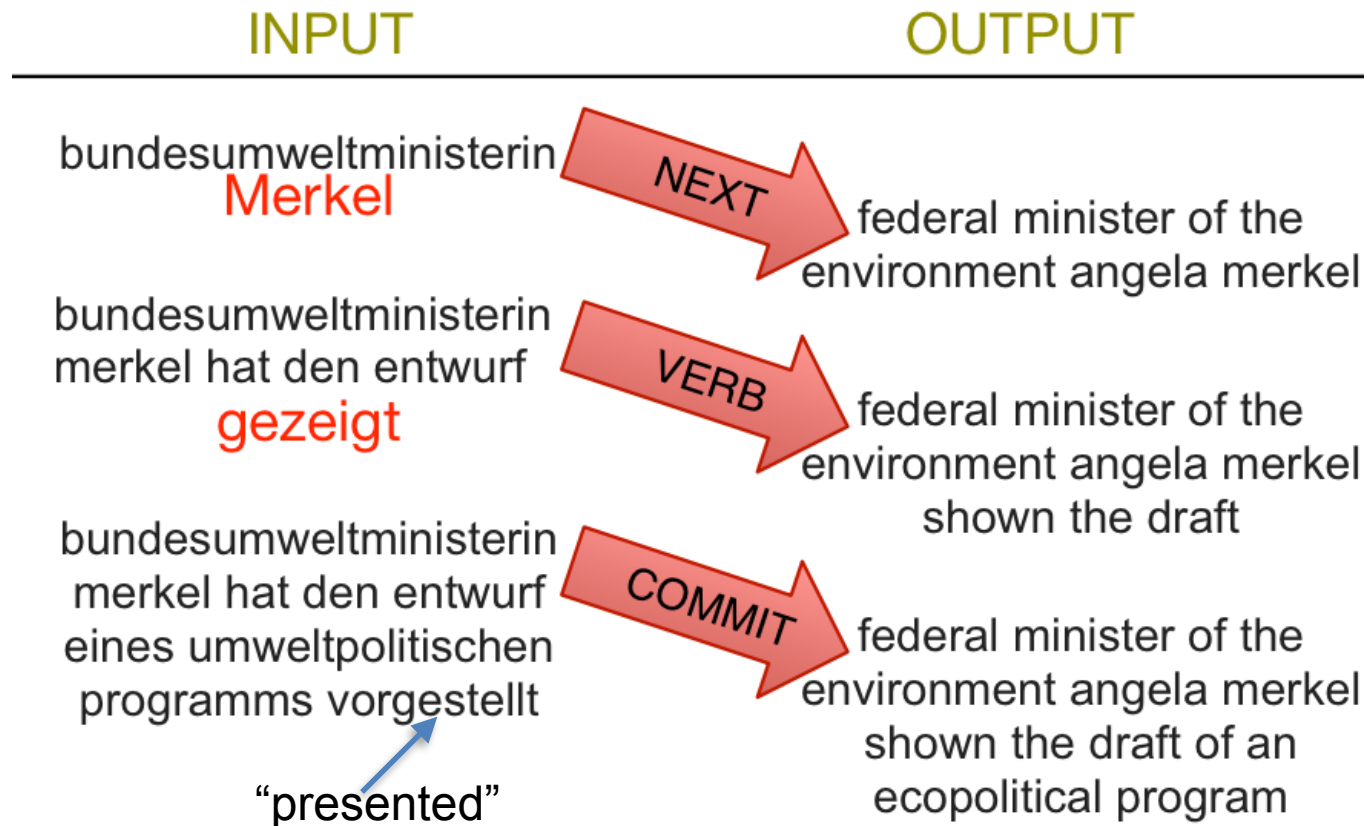 INPUT
OUTPUT
bundesumweltministerin
Merkel
NEXT
federal minister of the
environment angela merkel
bundesumweltministerin
merkel hat den entwurf
gezeigt
VERB
federal minister of the
environment angela merkel
shown the draft
bundesumweltministerin
merkel hat den entwurf
eines umweltpolitischen
programms vorgestellt
"presented"
COMMIT
federal minister of the
environment angela merkel
shown the draft of an
ecopolitical program